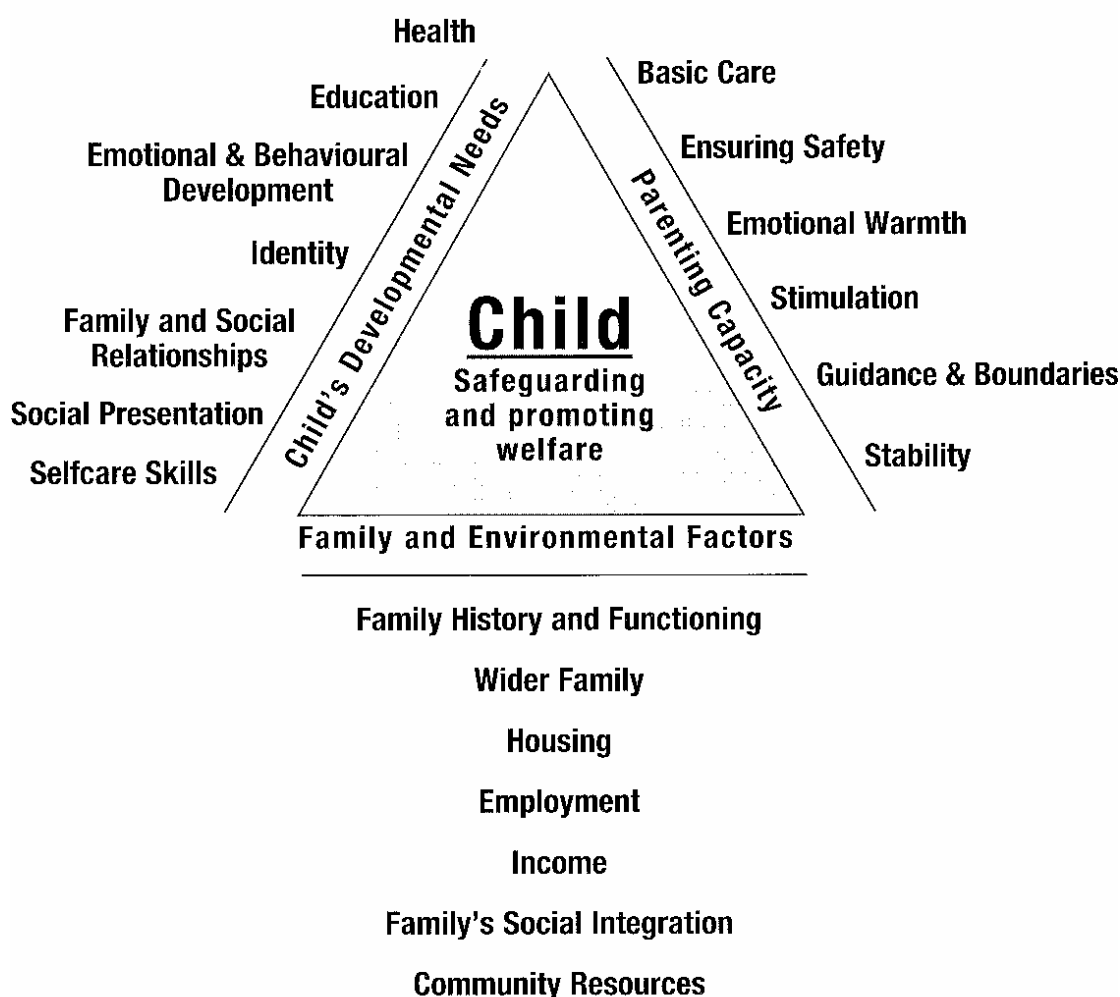 Health
Education
Emotional & Behavioural
Development
Identity
Family and Social
Relationships
Social Presentation
Selfcare Skills
Child's Developmental Needs
Basic Care
Ensuring Safety
Emotional Warmth
Stimulation
Guidance & Boundaries
Stability
Parenting Capacity
Child
Safeguarding
and promoting
welfare
Family and Environmental Factors
Family History and Functioning
Wider Family
Housing
Employment
Income
Family's Social Integration
Community Resources